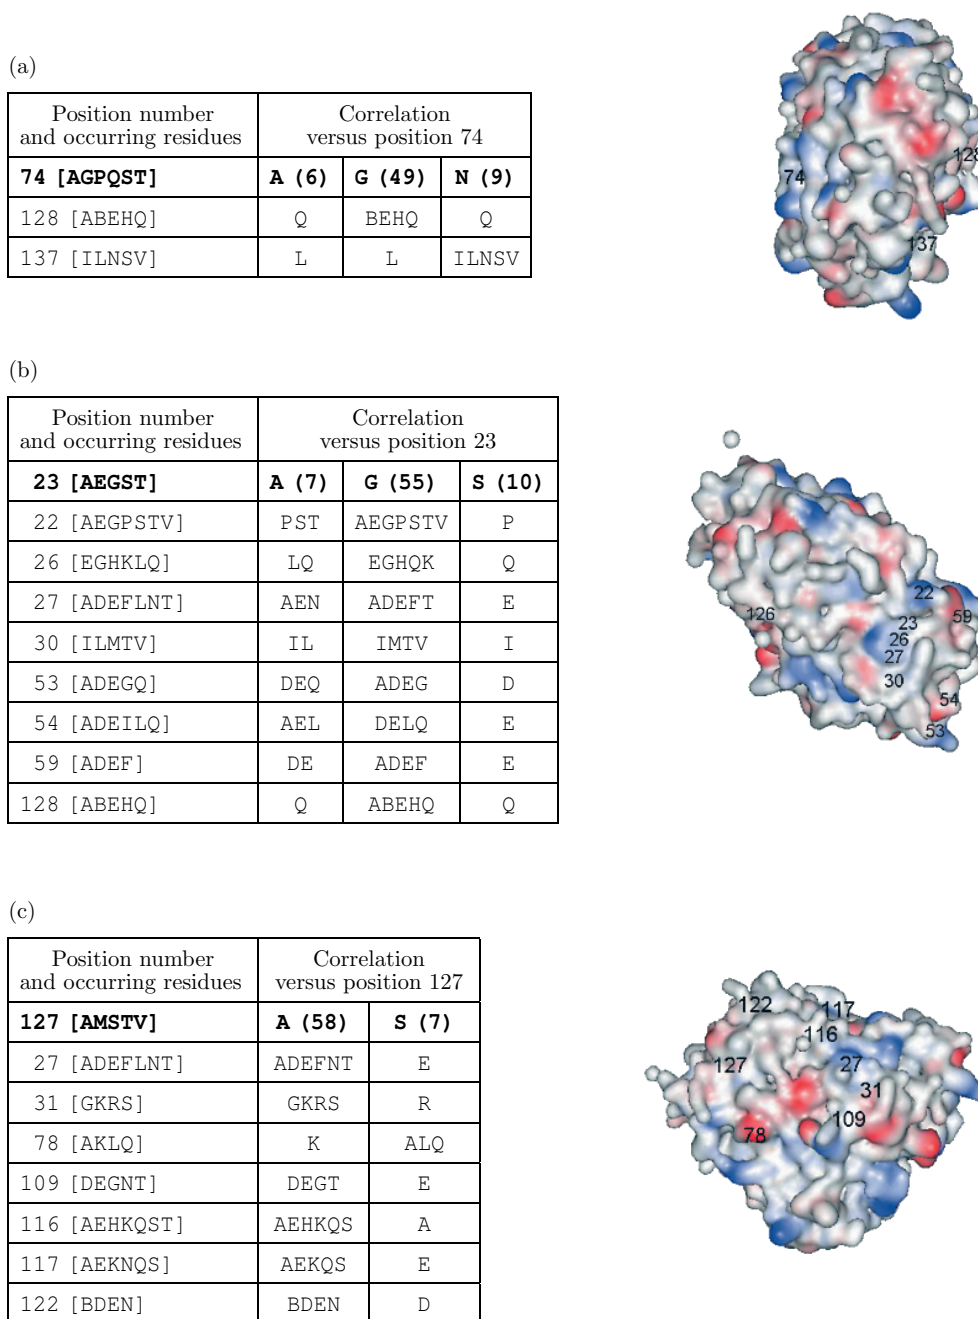 (a)
Position number
and occurring residues
Correlation
versus position 74
74 [AGPQST] A (6) G (49) N (9)
128 [ABEHQ] Q BEHQ Q
137 [ILNSV] L L ILNSV
74
128
137
(b)
Position number
and occurring residues
Correlation
versus position 23
23 [AEGST] A (7) G (55) S (10)
22 [AEGPSTV] PST AEGPSTV P
26 [EGHKLQ] LQ EGHQK Q
27 [ADEFLNT] AEN ADEFT E
30 [ILMTV] IL IMTV I
53 [ADEGQ] DEQ ADEG D
54 [ADEILQ] AEL DELQ E
59 [ADEF] DE ADEF E
128 [ABEHQ] Q ABEHQ Q
22
126
23
59
26
27
30
54
53
(c)
Position number
and occurring residues
Correlation
versus position 127
127 [AMSTV] A (58) S (7)
27 [ADEFLNT] ADEFNT E
31 [GKRS] GKRS R
78 [AKLQ] K ALQ
109 [DEGNT] DEGT E
116 [AEHKQST] AEHKQS A
117 [AEKNQS] AEKQS E
122 [BDEN] BDEN D
122
117
116
127
27
31
109
78